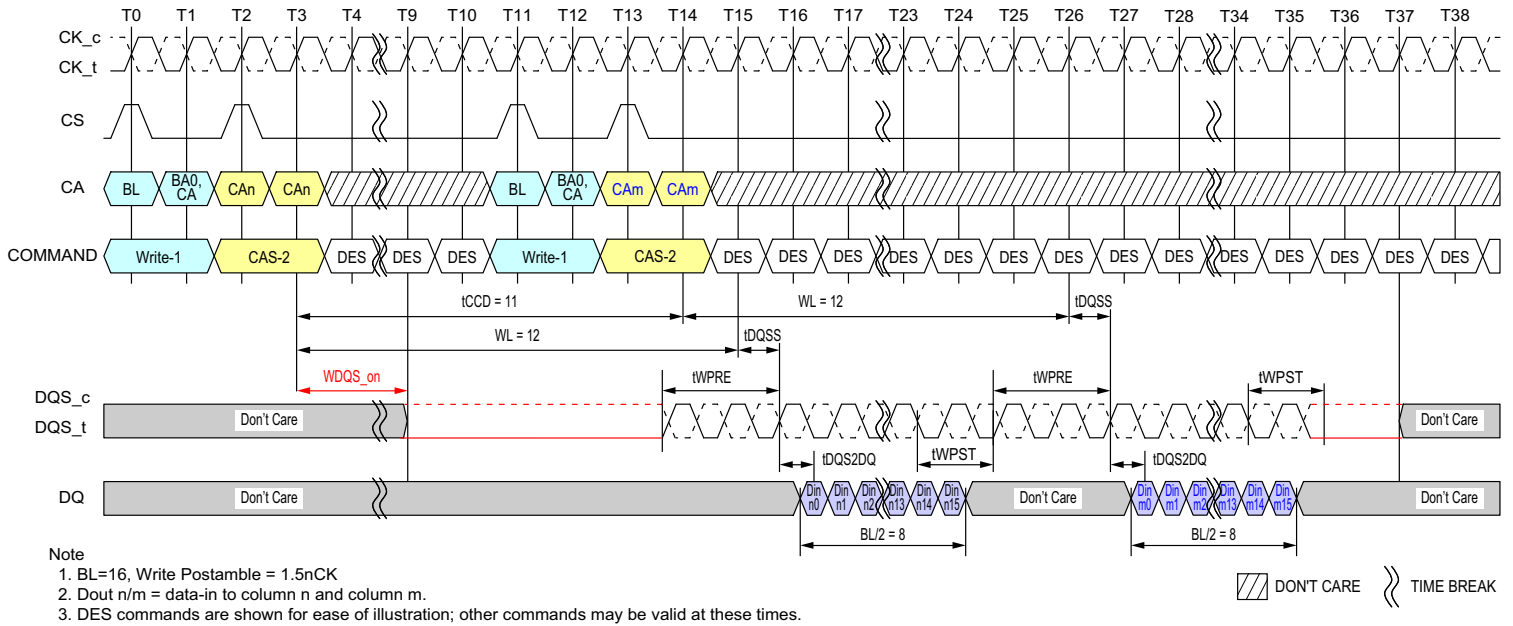 T0 T1 T2 T3 T4 T9 T10 T11 T12 T13 T14 T15 T16 T17 T23 T24 T25 T26 T27 T28 T34 T35 T36 T37 T38
CK_c
CK_t
CS
CA BL BA0, CA CAn CAn BL BA0, CA CAm CAm
COMMAND Write-1 CAS-2 DES DES DES Write-1 CAS-2 DES DES DES DES DES DES DES DES DES DES DES DES DES DES
tCCD = 11 WL = 12 tDQSS
WL = 12 tDQSS
WDQS_on tWPRE tWPRE tWPST
DQS_c
DQS_t Don't Care Don't Care
tDQS2DQ tWPST tDQS2DQ
DQ Don't Care Din n0 Din n1 Din n2 Din n13 Din n14 Din n15 Don't Care Din m0 Din m1 Din m2 Din m13 Din m14 Din m15 Don't Care
BL/2 = 8 BL/2 = 8
Note
1. BL=16, Write Postamble = 1.5nCK
2. Dout n/m = data-in to column n and column m.
3. DES commands are shown for ease of illustration; other commands may be valid at these times.
DON'T CARE TIME BREAK